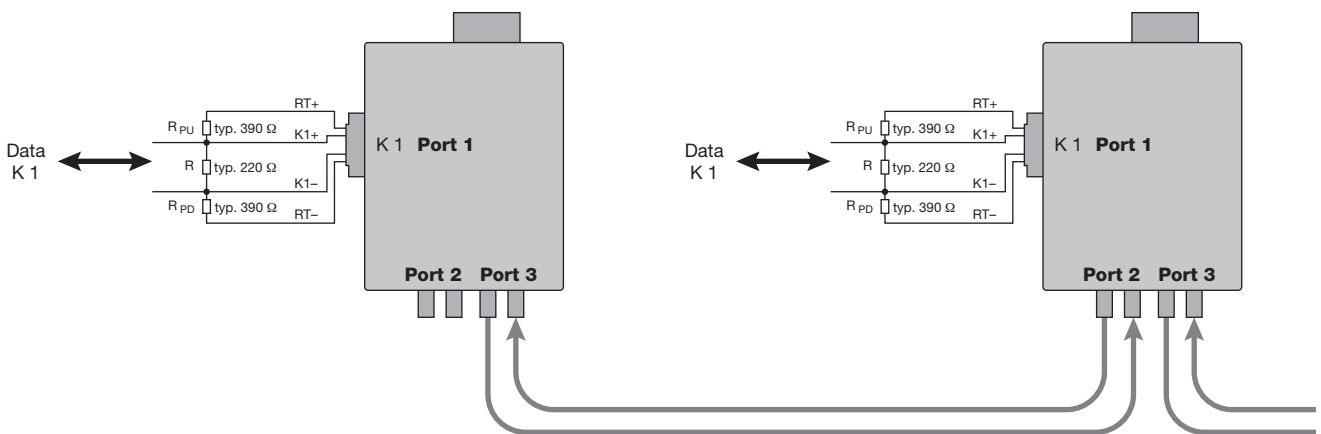 RT+
R PU typ. 390 Ω
K1+
Data
K 1
R typ. 220 Ω
K1–
R PD typ. 390 Ω
RT–
K 1 Port 1
Port 2 Port 3
RT+
R PU typ. 390 Ω
K1+
Data
K 1
R typ. 220 Ω
K1–
R PD typ. 390 Ω
RT–
K 1 Port 1
Port 2 Port 3